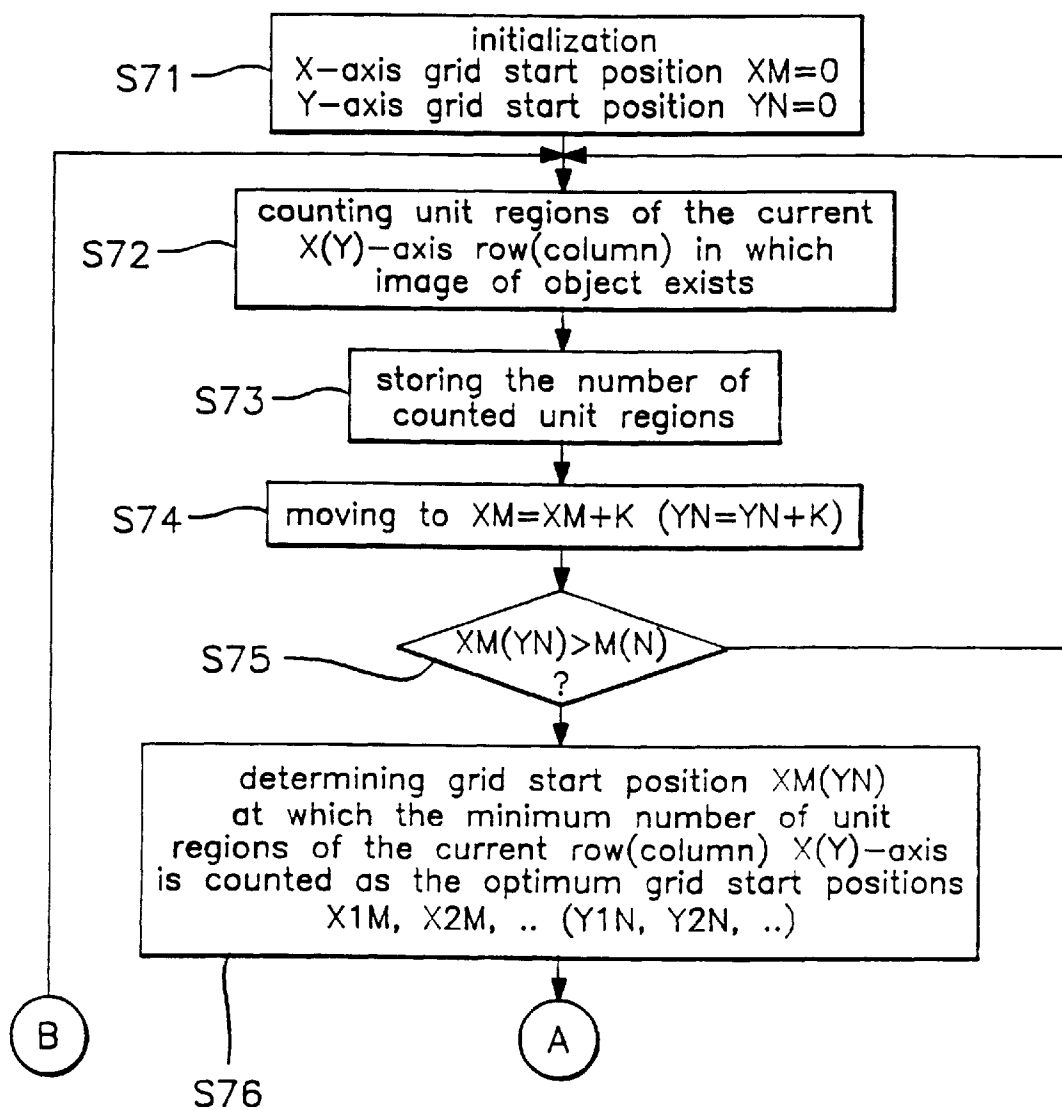 initialization
S71
X-axis grid start position XM=0
Y-axis grid start position YN=0
counting unit regions of the current
S72
X(Y)-axis row(column) in which
image of object exists
storing the number of
S73
counted unit regions
S74
moving to XM=XM+K (YN=YN+K)
XM(YN)>M(N)
S75
?
determining grid start position XM(YN)
at which the minimum number of unit
regions of the current row(column) X(Y)-axis
is counted as the optimum grid start positions
X1M, X2M, .. (Y1N, Y2N, ..)
B
A
S76